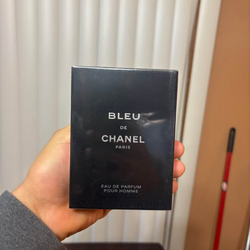 BLEU
DE
CHANEL
PARIS
EAU DE PARFUM
POUR HOMME